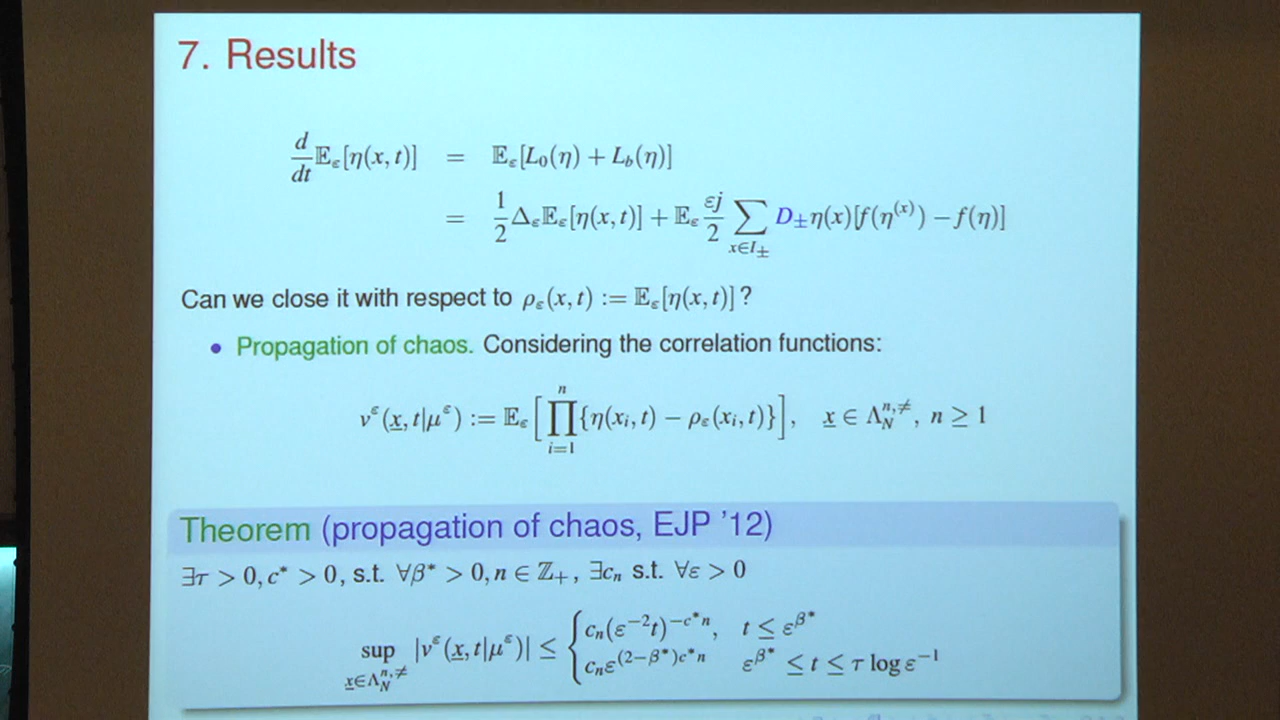 7. Results
d/dt 𝔼_ε[η(x, t)] = 𝔼_ε[L_0(η) + L_b(η)]
= 1/2 Δ_ε 𝔼_ε[η(x, t)] + 𝔼_ε εj/2 ∑_{x∈I_±} D_± η(x)[f(η^{(x)}) − f(η)]
Can we close it with respect to ρ_ε(x, t) := 𝔼_ε[η(x, t)] ?
• Propagation of chaos. Considering the correlation functions:
v^ε(x̲, t|μ^ε) := 𝔼_ε[∏_{i=1}^{n} {η(x_i, t) − ρ_ε(x_i, t)}], x̲ ∈ Λ_N^{n,≠}, n ≥ 1
Theorem (propagation of chaos, EJP '12)
∃τ > 0, c* > 0, s.t. ∀β* > 0, n ∈ ℤ_+, ∃c_n s.t. ∀ε > 0
sup_{x̲∈Λ_N^{n,≠}} |v^ε(x̲, t|μ^ε)| ≤ { c_n(ε^{−2}t)^{−c*n}, t ≤ ε^{β*}
c_n ε^{(2−β*)c*n} ε^{β*} ≤ t ≤ τ log ε^{−1}